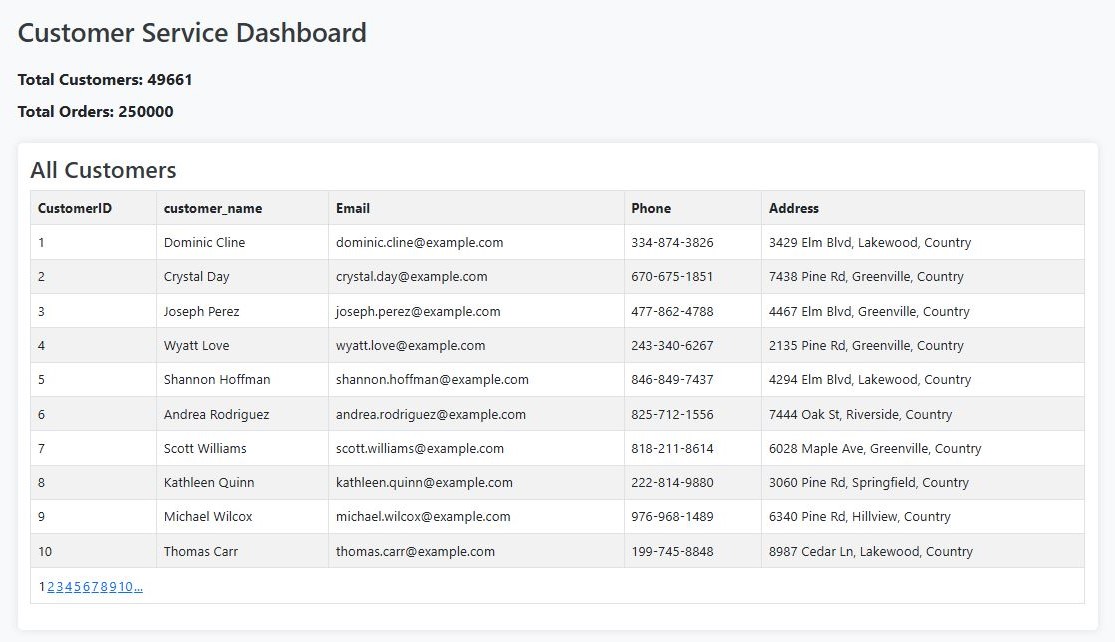 Customer Service Dashboard
Total Customers: 49661
Total Orders: 250000
All Customers
CustomerID customer_name Email Phone Address
1 Dominic Cline dominic.cline@example.com 334-874-3826 3429 Elm Blvd, Lakewood, Country
2 Crystal Day crystal.day@example.com 670-675-1851 7438 Pine Rd, Greenville, Country
3 Joseph Perez joseph.perez@example.com 477-862-4788 4467 Elm Blvd, Greenville, Country
4 Wyatt Love wyatt.love@example.com 243-340-6267 2135 Pine Rd, Greenville, Country
5 Shannon Hoffman shannon.hoffman@example.com 846-849-7437 4294 Elm Blvd, Lakewood, Country
6 Andrea Rodriguez andrea.rodriguez@example.com 825-712-1556 7444 Oak St, Riverside, Country
7 Scott Williams scott.williams@example.com 818-211-8614 6028 Maple Ave, Greenville, Country
8 Kathleen Quinn kathleen.quinn@example.com 222-814-9880 3060 Pine Rd, Springfield, Country
9 Michael Wilcox michael.wilcox@example.com 976-968-1489 6340 Pine Rd, Hillview, Country
10 Thomas Carr thomas.carr@example.com 199-745-8848 8987 Cedar Ln, Lakewood, Country
1 2 3 4 5 6 7 8 9 10 ...